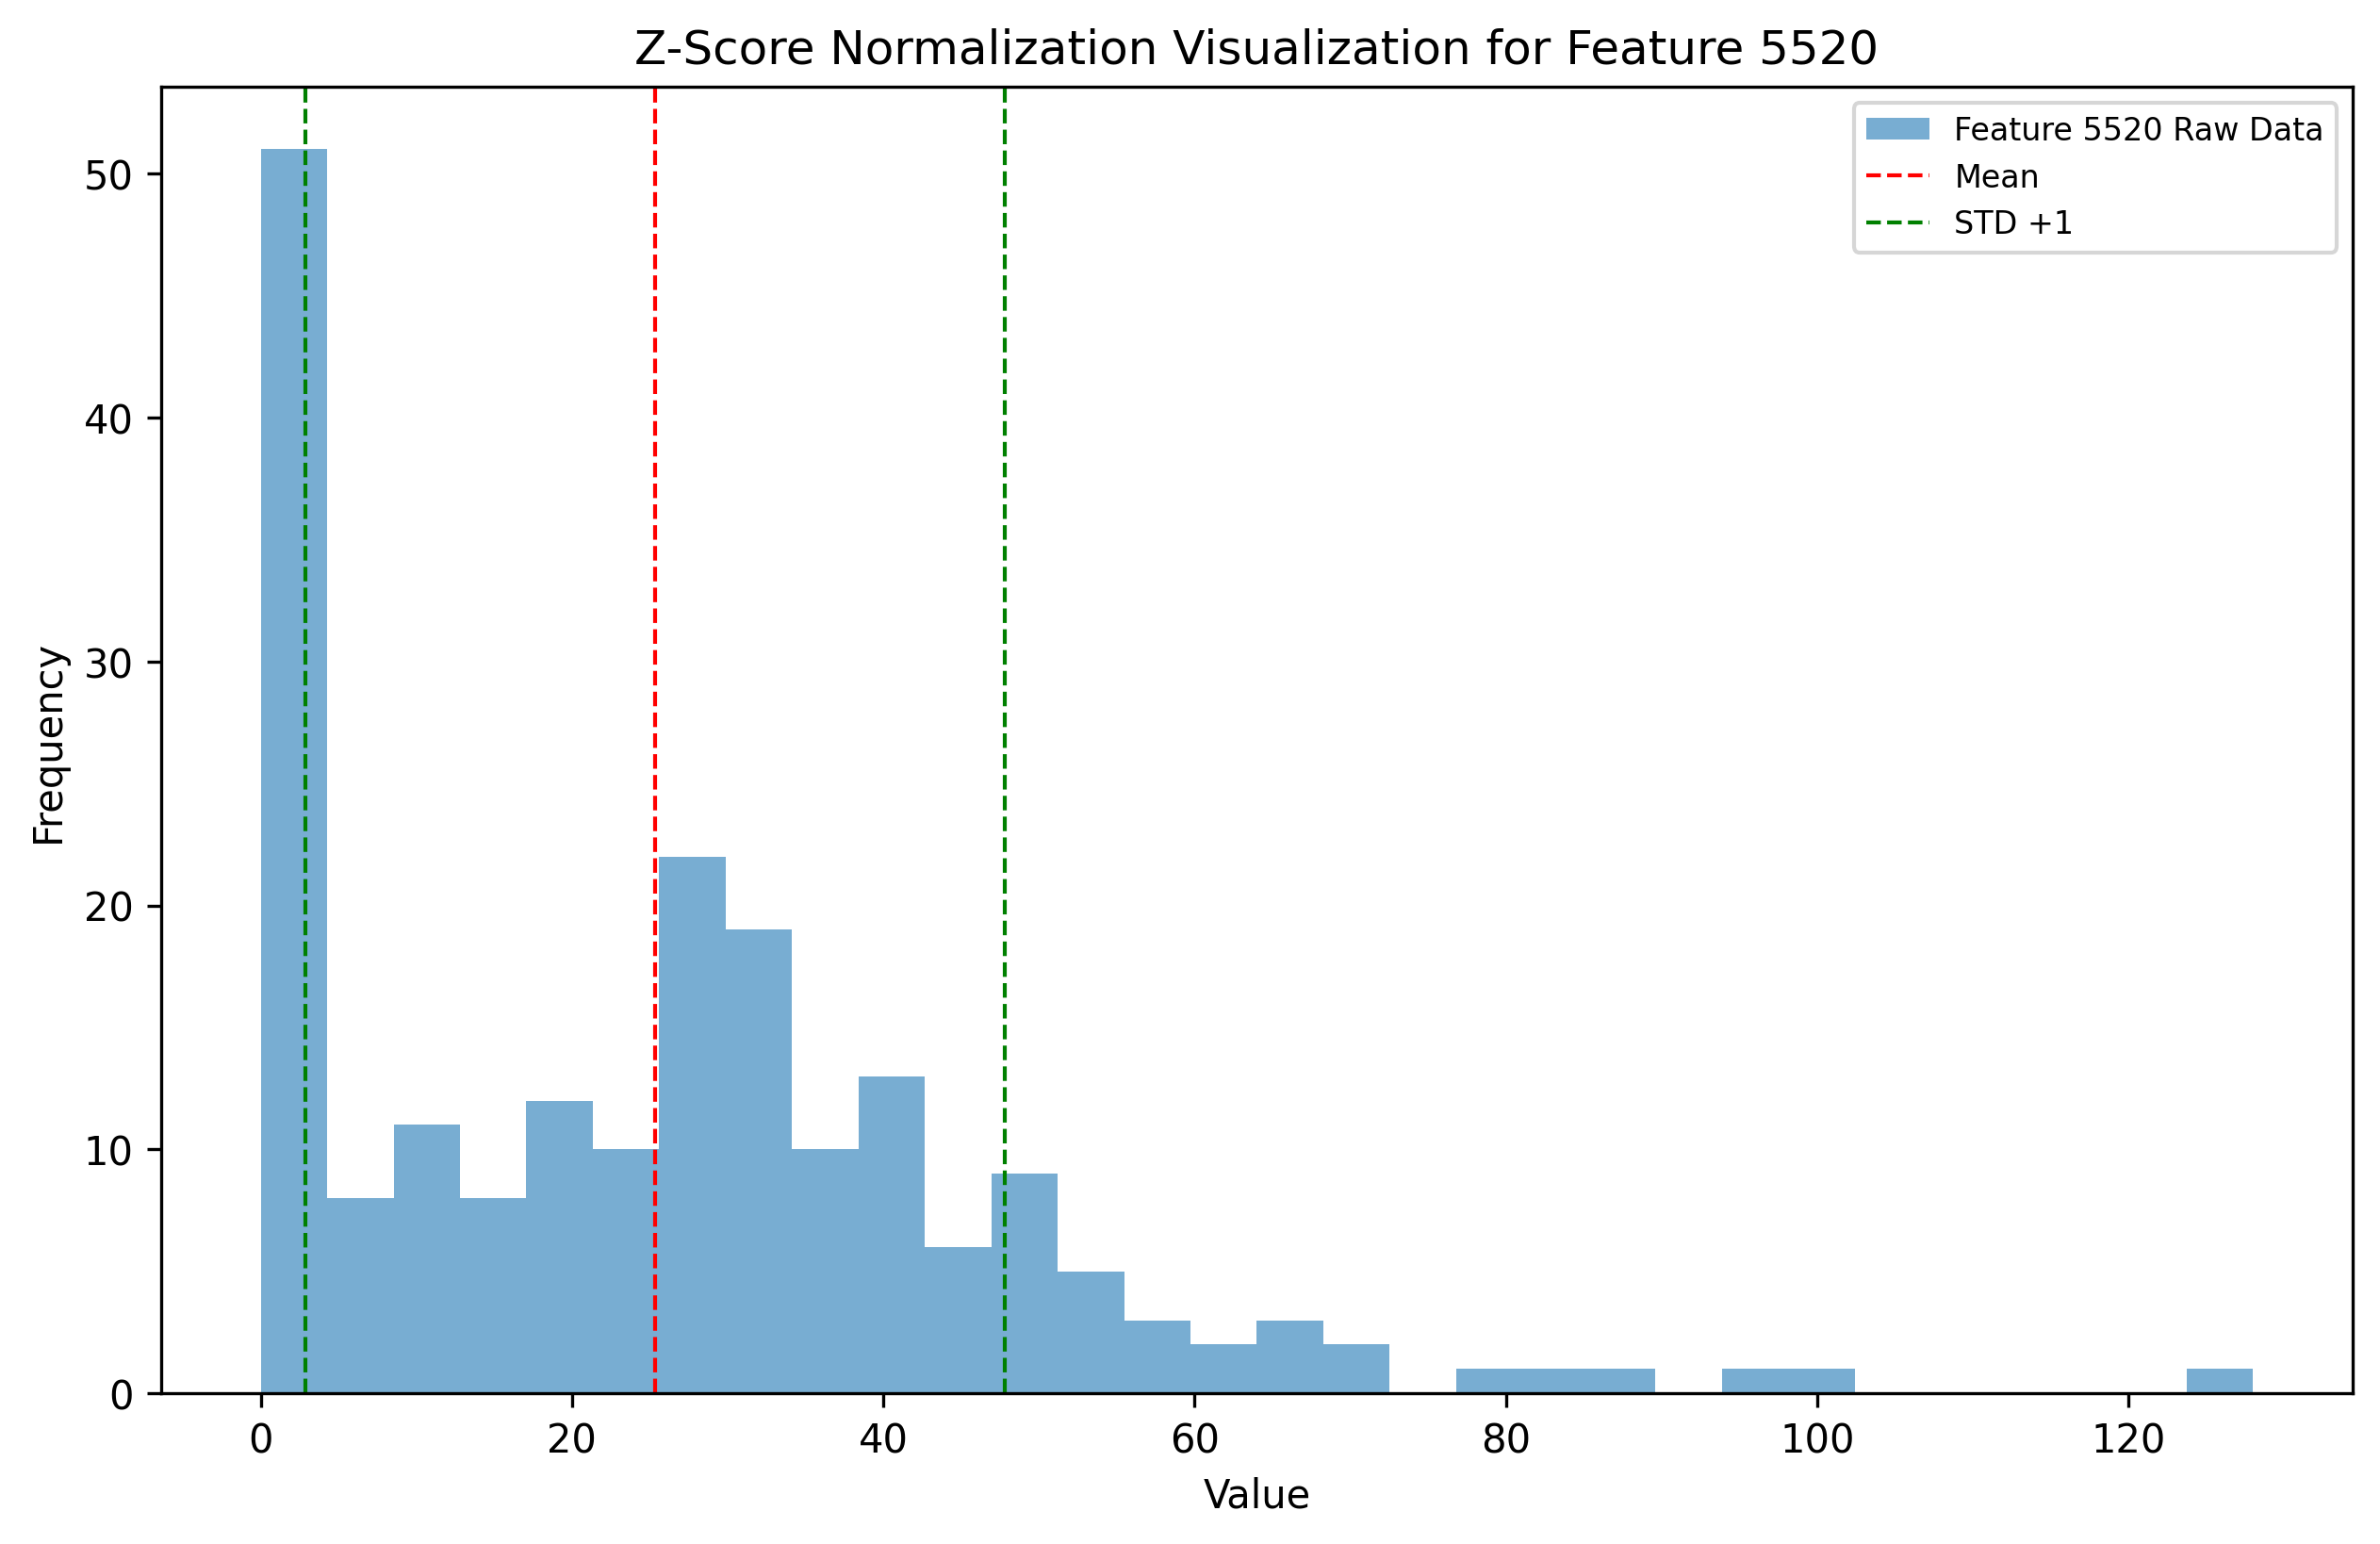 Z-Score Normalization Visualization for Feature 5520
Feature 5520 Raw Data
Mean
STD +1
Frequency
50
40
30
20
10
0
0 20 40 60 80 100 120
Value